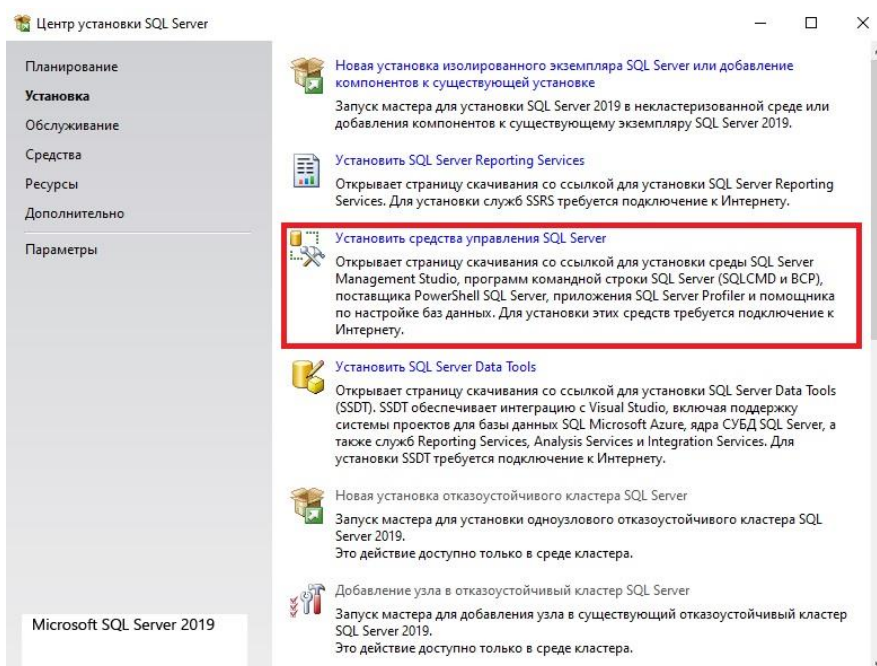 Центр установки SQL Server
Планирование
Установка
Обслуживание
Средства
Ресурсы
Дополнительно
Параметры
Microsoft SQL Server 2019
Новая установка изолированного экземпляра SQL Server или добавление
компонентов к существующей установке
Запуск мастера для установки SQL Server 2019 в некластеризованной среде или
добавления компонентов к существующему экземпляру SQL Server 2019.
Установить SQL Server Reporting Services
Открывает страницу скачивания со ссылкой для установки SQL Server Reporting
Services. Для установки служб SSRS требуется подключение к Интернету.
Установить средства управления SQL Server
Открывает страницу скачивания со ссылкой для установки среды SQL Server
Management Studio, программ командной строки SQL Server (SQLCMD и BCP),
поставщика PowerShell SQL Server, приложения SQL Server Profiler и помощника
по настройке баз данных. Для установки этих средств требуется подключение к
Интернету.
Установить SQL Server Data Tools
Открывает страницу скачивания со ссылкой для установки SQL Server Data Tools
(SSDT). SSDT обеспечивает интеграцию с Visual Studio, включая поддержку
системы проектов для базы данных SQL Microsoft Azure, ядра СУБД SQL Server, а
также служб Reporting Services, Analysis Services и Integration Services. Для
установки SSDT требуется подключение к Интернету.
Новая установка отказоустойчивого кластера SQL Server
Запуск мастера для установки одноузлового отказоустойчивого кластера SQL
Server 2019.
Это действие доступно только в среде кластера.
Добавление узла в отказоустойчивый кластер SQL Server
Запуск мастера для добавления узла в существующий отказоустойчивый кластер
SQL Server 2019.
Это действие доступно только в среде кластера.